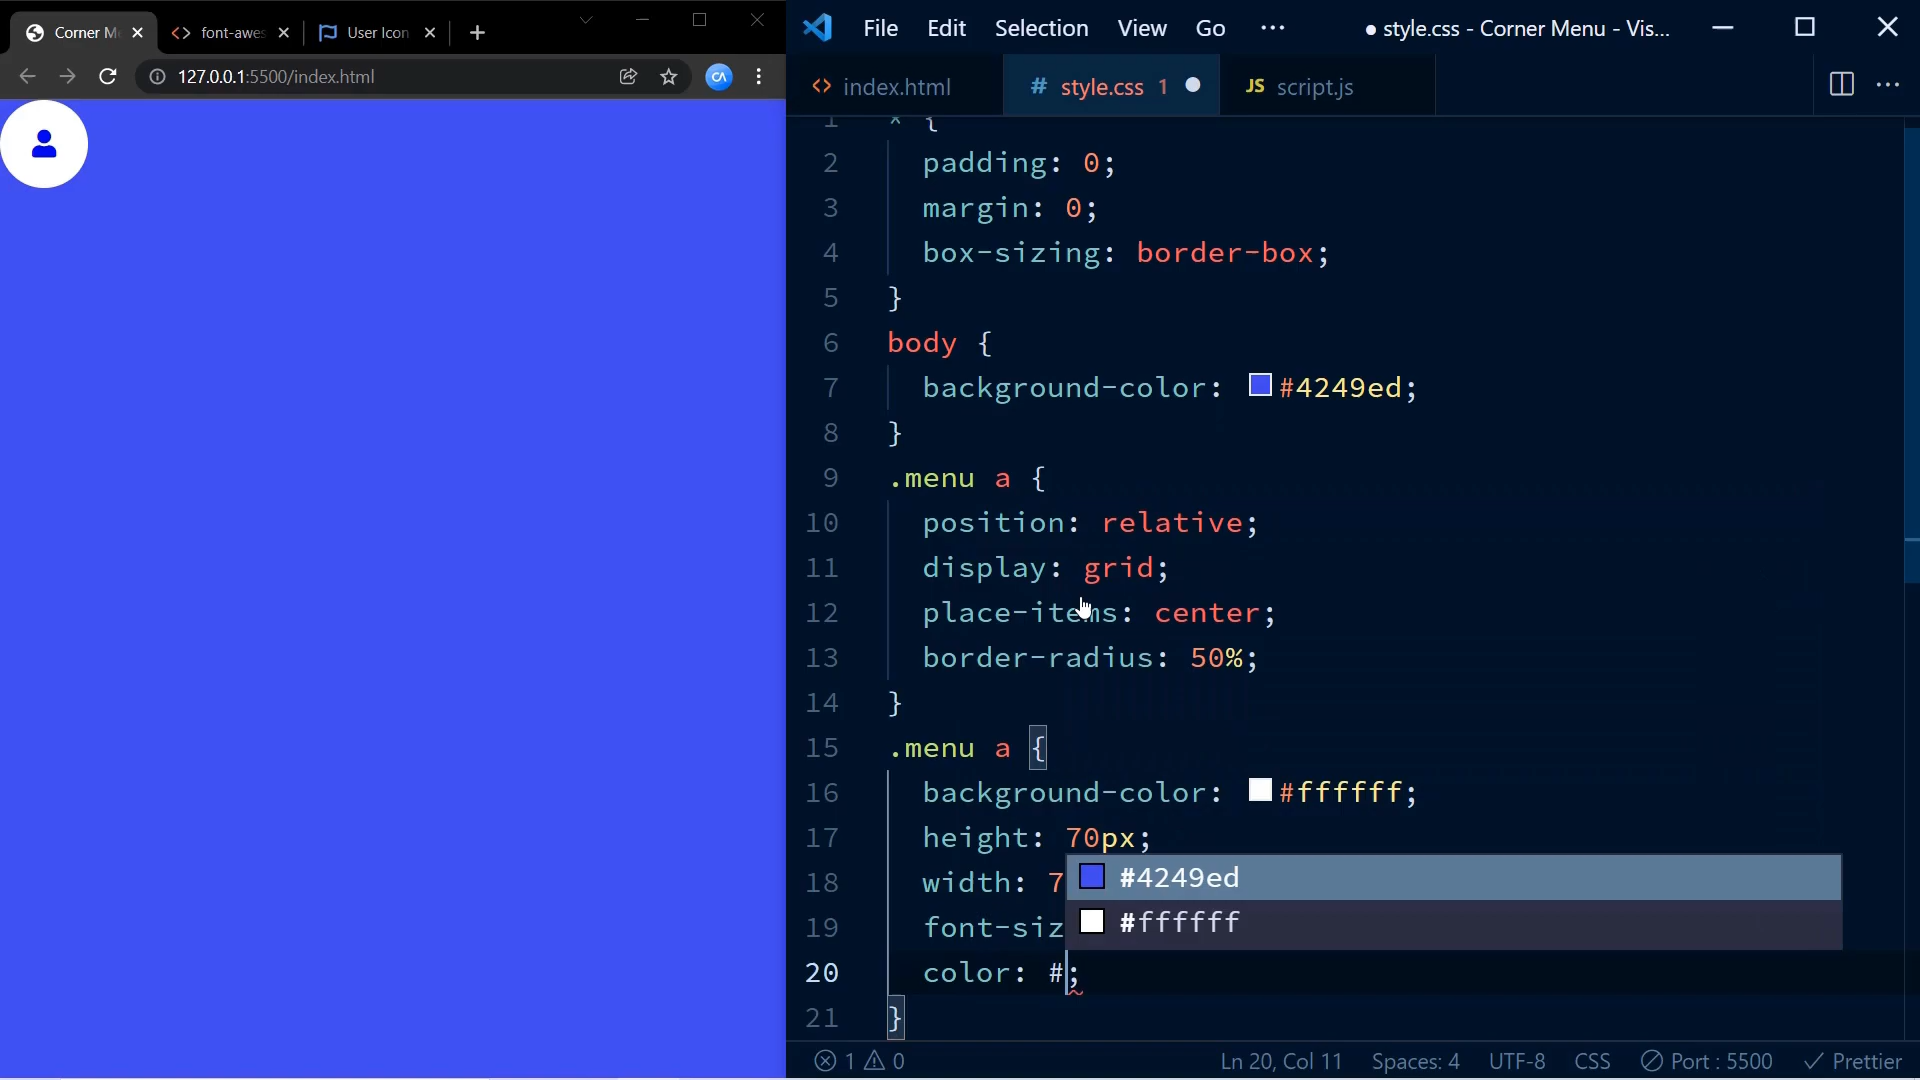 Corner M
font-awes
User Icon
127.0.0.1:5500/index.html
CA
File Edit Selection View Go ···
● style.css - Corner Menu - Vis...
<> index.html
# style.css 1
JS script.js
1 * {
2 padding: 0;
3 margin: 0;
4 box-sizing: border-box;
5 }
6 body {
7 background-color: #4249ed;
8 }
9 .menu a {
10 position: relative;
11 display: grid;
12 place-items: center;
13 border-radius: 50%;
14 }
15 .menu a {
16 background-color: #ffffff;
17 height: 70px;
18 width: 7
#4249ed
19 font-siz
#ffffff
20 color: #;
21 }
1 0
Ln 20, Col 11 Spaces: 4 UTF-8 CSS Port : 5500 Prettier